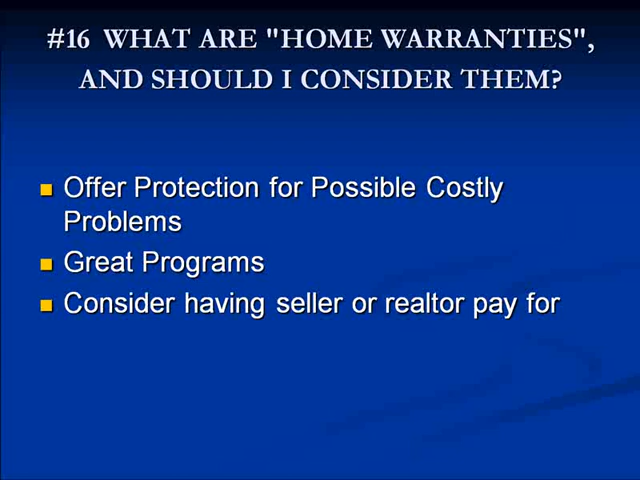 #16 WHAT ARE "HOME WARRANTIES",
AND SHOULD I CONSIDER THEM?
Offer Protection for Possible Costly
Problems
Great Programs
Consider having seller or realtor pay for